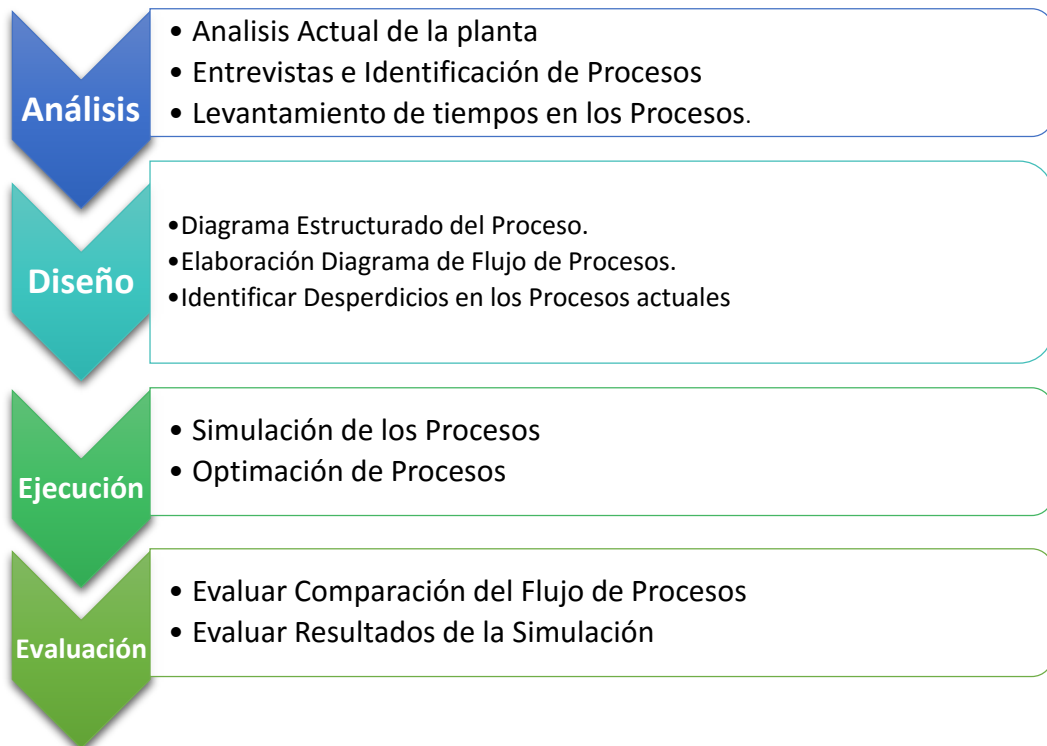 Análisis
• Analisis Actual de la planta
• Entrevistas e Identificación de Procesos
• Levantamiento de tiempos en los Procesos.
Diseño
•Diagrama Estructurado del Proceso.
•Elaboración Diagrama de Flujo de Procesos.
•Identificar Desperdicios en los Procesos actuales
Ejecución
• Simulación de los Procesos
• Optimación de Procesos
Evaluación
• Evaluar Comparación del Flujo de Procesos
• Evaluar Resultados de la Simulación